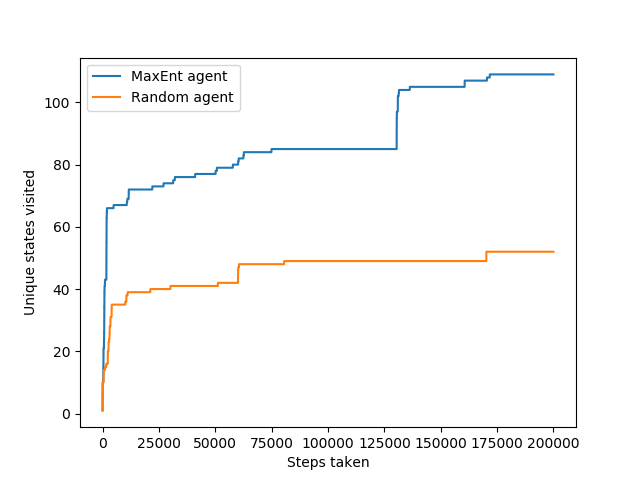 MaxEnt agent
Random agent
100
80
60
40
20
0
Unique states visited
0 25000 50000 75000 100000 125000 150000 175000 200000
Steps taken